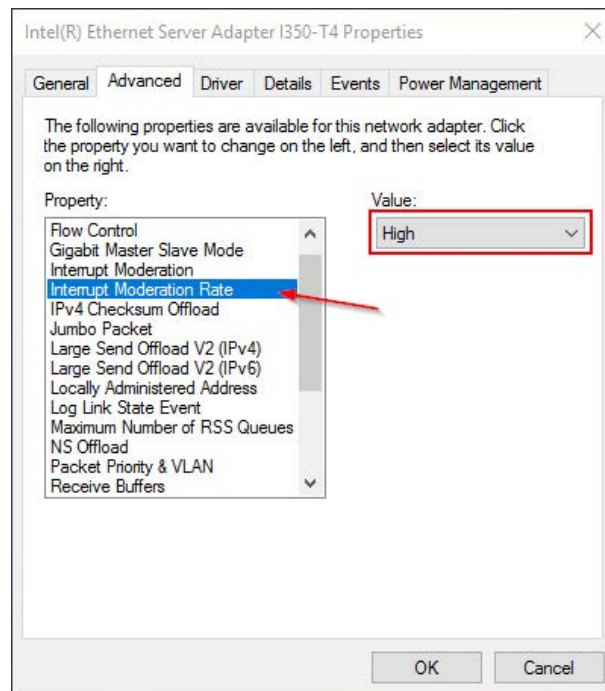 Intel(R) Ethernet Server Adapter I350-T4 Properties
General Advanced Driver Details Events Power Management
The following properties are available for this network adapter. Click
the property you want to change on the left, and then select its value
on the right.
Property:
Value:
Flow Control
Gigabit Master Slave Mode
Interrupt Moderation
Interrupt Moderation Rate
IPv4 Checksum Offload
Jumbo Packet
Large Send Offload V2 (IPv4)
Large Send Offload V2 (IPv6)
Locally Administered Address
Log Link State Event
Maximum Number of RSS Queues
NS Offload
Packet Priority & VLAN
Receive Buffers
High
OK
Cancel